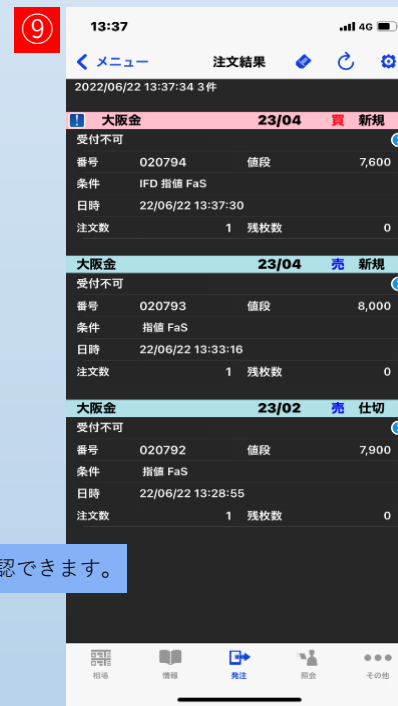 ⑨
13:37
4G
メニュー 注文結果
2022/06/22 13:37:34 3件
! 大阪金 23/04 買 新規
受付不可
番号 020794 値段 7,600
条件 IFD 指値 FaS
日時 22/06/22 13:37:30
注文数 1 残枚数 0
大阪金 23/04 売 新規
受付不可
番号 020793 値段 8,000
条件 指値 FaS
日時 22/06/22 13:33:16
注文数 1 残枚数 0
大阪金 23/02 売 仕切
受付不可
番号 020792 値段 7,900
条件 指値 FaS
日時 22/06/22 13:28:55
注文数 1 残枚数 0
認できます。
相場 情報 発注 照会 その他